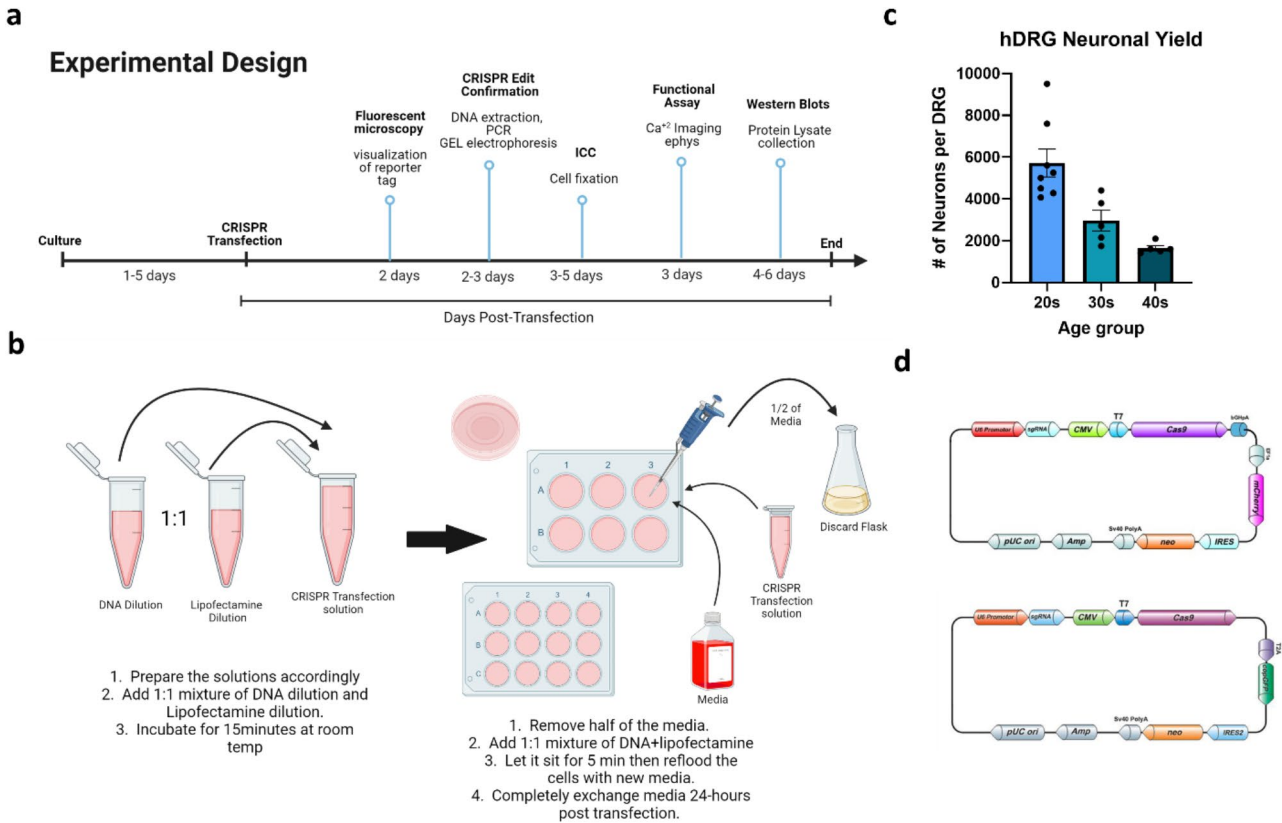 a
Experimental Design
Culture
1-5 days
CRISPR
Transfection
Fluorescent
microscopy
visualization
of reporter
tag
2 days
CRISPR Edit
Confirmation
DNA extraction,
PCR
GEL electrophoresis
2-3 days
ICC
Cell fixation
3-5 days
Functional
Assay
Ca+2 Imaging
ephys
3 days
Western Blots
Protein Lysate
collection
4-6 days
End
Days Post-Transfection
b
1:1
DNA Dilution
Lipofectamine
Dilution
CRISPR Transfection
solution
1. Prepare the solutions accordingly
2. Add 1:1 mixture of DNA dilution and
Lipofectamine dilution.
3. Incubate for 15minutes at room
temp
1 2 3
A
B
1 2 3 4
A
B
C
1/2 of
Media
Discard Flask
CRISPR
Transfection
solution
Media
1. Remove half of the media.
2. Add 1:1 mixture of DNA+lipofectamine
3. Let it sit for 5 min then reflood the
cells with new media.
4. Completely exchange media 24-hours
post transfection.
c
hDRG Neuronal Yield
# of Neurons per DRG
10000
8000
6000
4000
2000
0
20s 30s 40s
Age group
d
U6 Promotor
sgRNA
CMV
T7
Cas9
bGHpA
mCherry
IRES
neo
Sv40 PolyA
Amp
pUC ori
U6 Promotor
sgRNA
CMV
T7
Cas9
T2A
copGFP
IRES2
neo
Sv40 PolyA
Amp
pUC ori